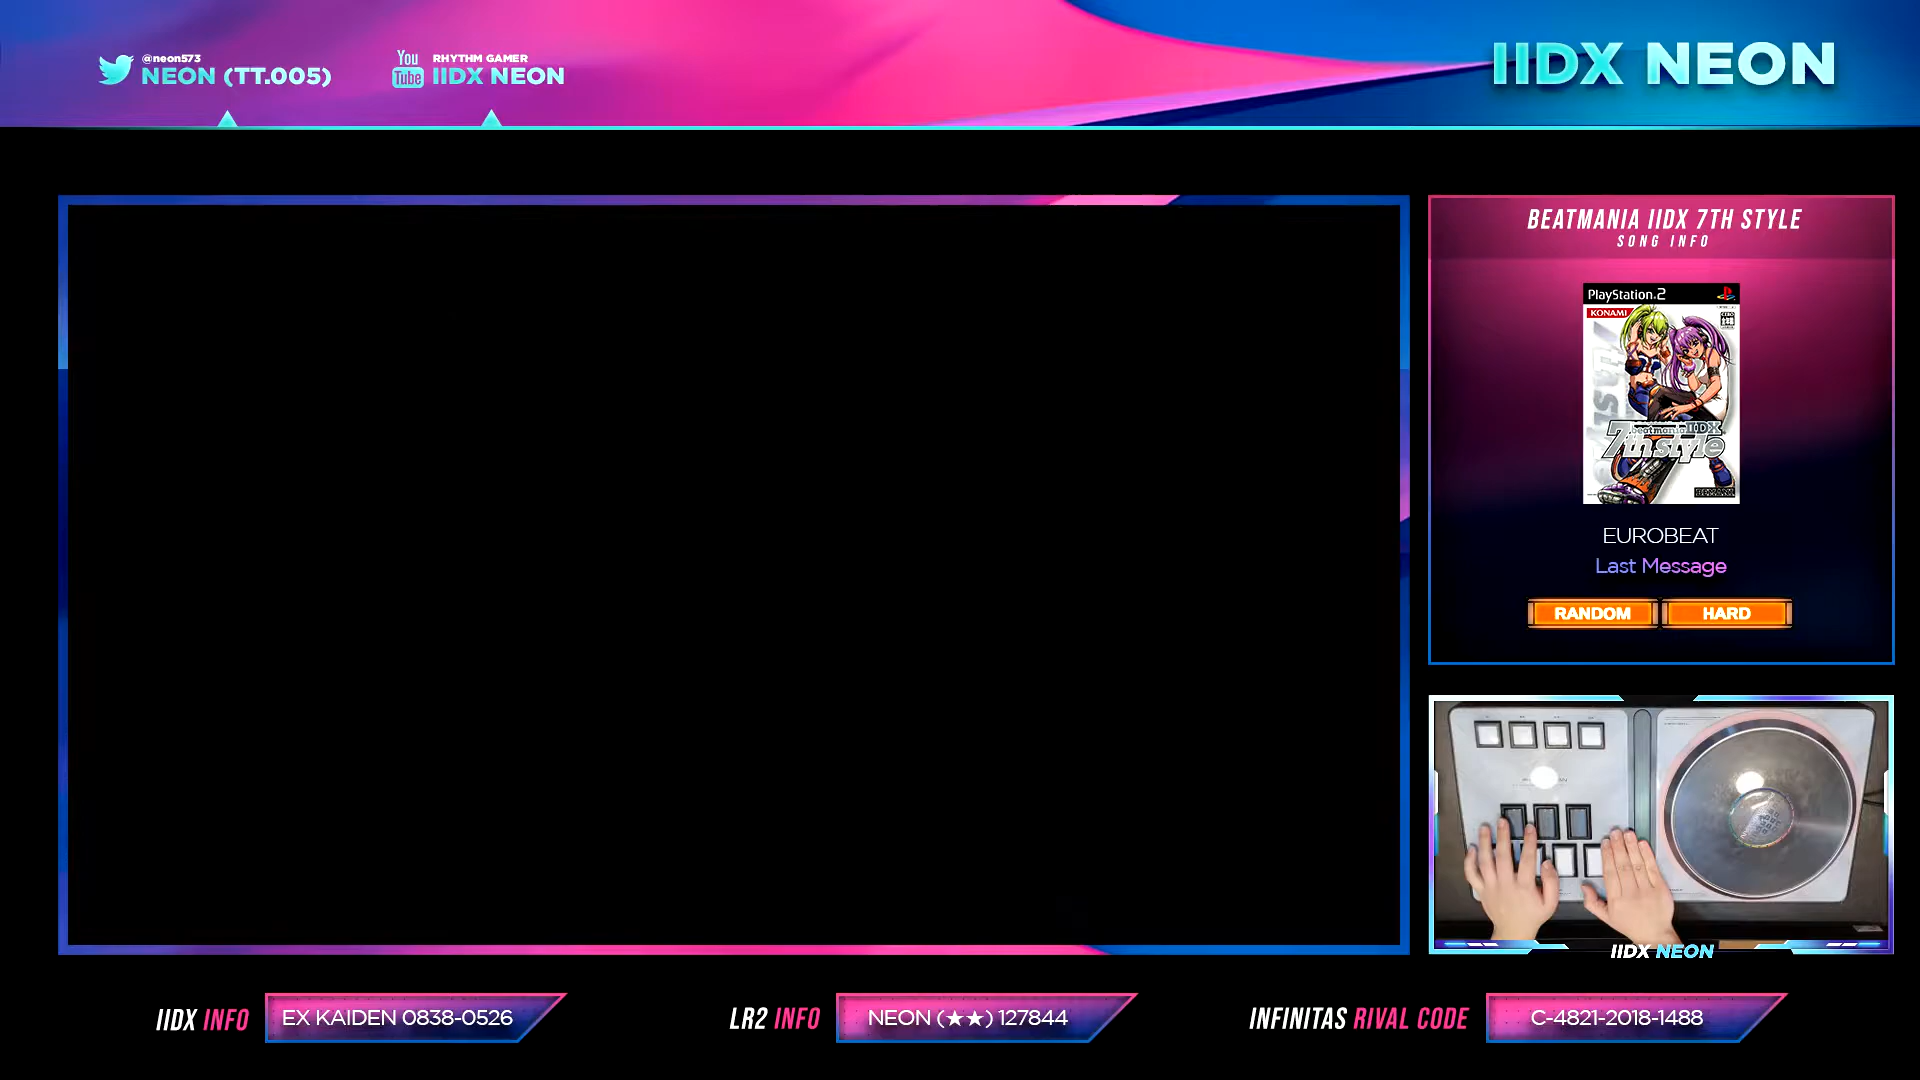 @neon573
NEON (TT.005)
You
Tube
RHYTHM GAMER
IIDX NEON
IIDX NEON
BEATMANIA IIDX 7TH STYLE
SONG INFO
PlayStation.2
KONAMI
beatmania IIDX
7th style
BEMANI
EUROBEAT
Last Message
RANDOM
HARD
IIDX NEON
IIDX INFO
EX KAIDEN 0838-0526
LR2 INFO
NEON (★★) 127844
INFINITAS RIVAL CODE
C-4821-2018-1488